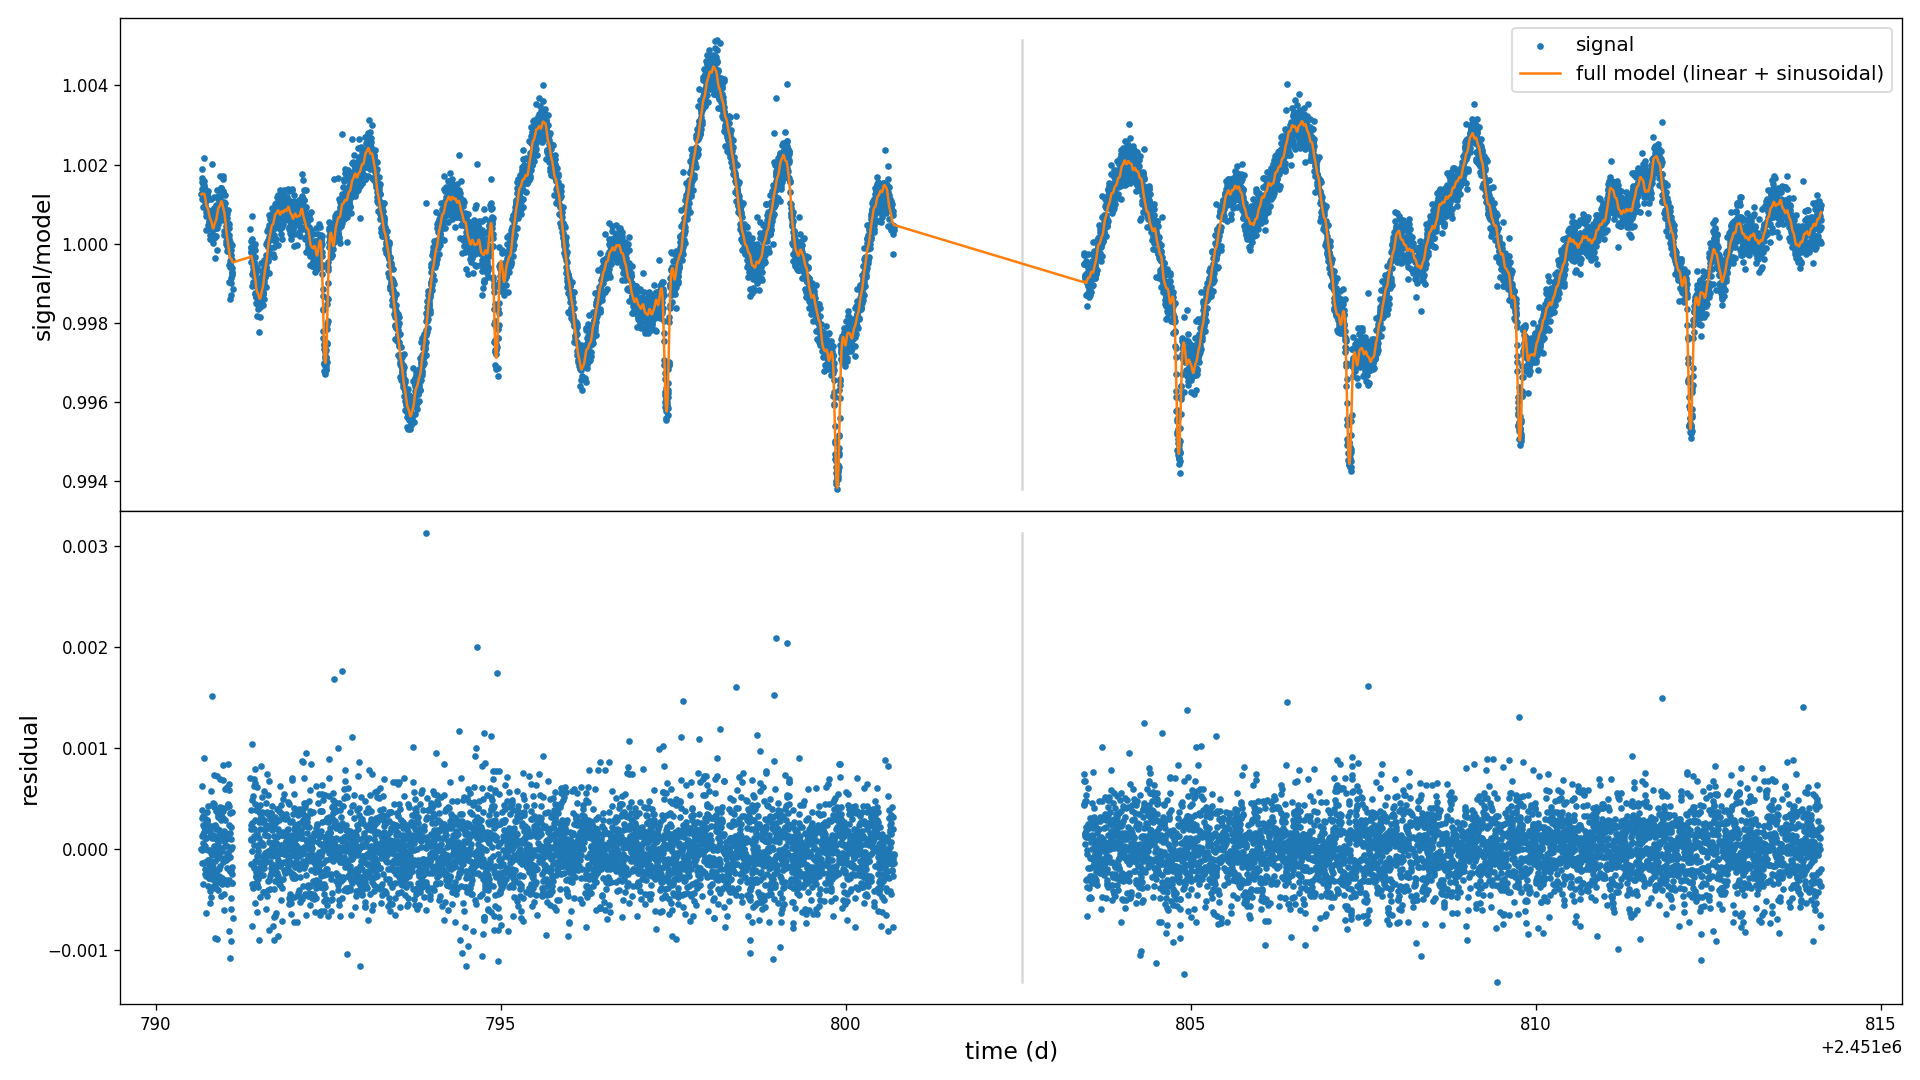 signal
full model (linear + sinusoidal)
signal/model
1.004
1.002
1.000
0.998
0.996
0.994
residual
0.003
0.002
0.001
0.000
−0.001
790
795
800
805
810
815
time (d)
+2.451e6